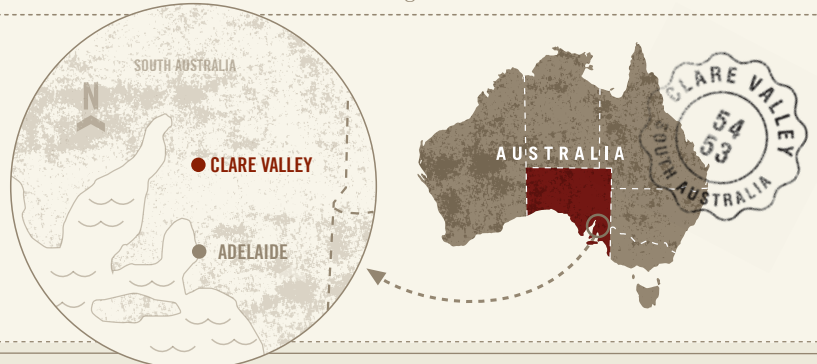 SOUTH AUSTRALIA
N
CLARE VALLEY
ADELAIDE
AUSTRALIA
CLARE VALLEY
54
53
SOUTH AUSTRALIA